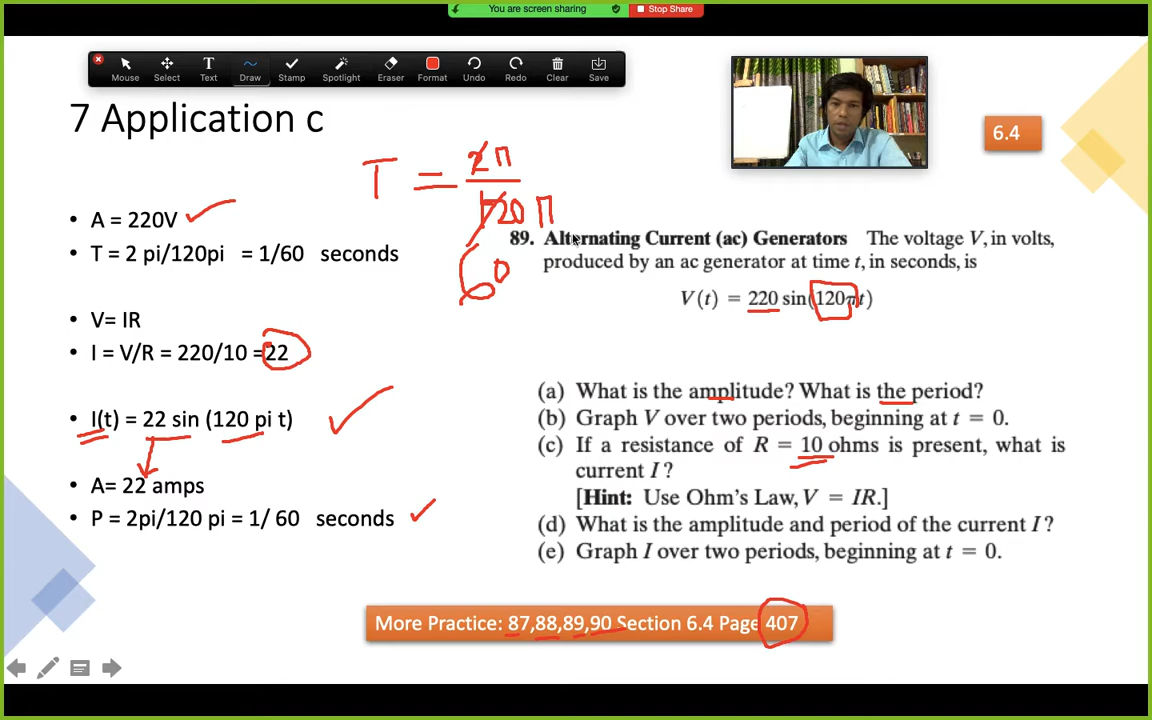 You are screen sharing
Stop Share
Mouse
Select
Text
Draw
Stamp
Spotlight
Eraser
Format
Undo
Redo
Clear
Save
7 Application c
6.4
T = 2π
120π
60
• A = 220V
• T = 2 pi/120pi = 1/60 seconds
• V= IR
• I = V/R = 220/10 =22
• I(t) = 22 sin (120 pi t)
• A= 22 amps
• P = 2pi/120 pi = 1/ 60 seconds
89. Alternating Current (ac) Generators The voltage V, in volts,
produced by an ac generator at time t, in seconds, is
V(t) = 220 sin(120πt)
(a) What is the amplitude? What is the period?
(b) Graph V over two periods, beginning at t = 0.
(c) If a resistance of R = 10 ohms is present, what is
current I?
[Hint: Use Ohm's Law, V = IR.]
(d) What is the amplitude and period of the current I?
(e) Graph I over two periods, beginning at t = 0.
More Practice: 87,88,89,90 Section 6.4 Page 407